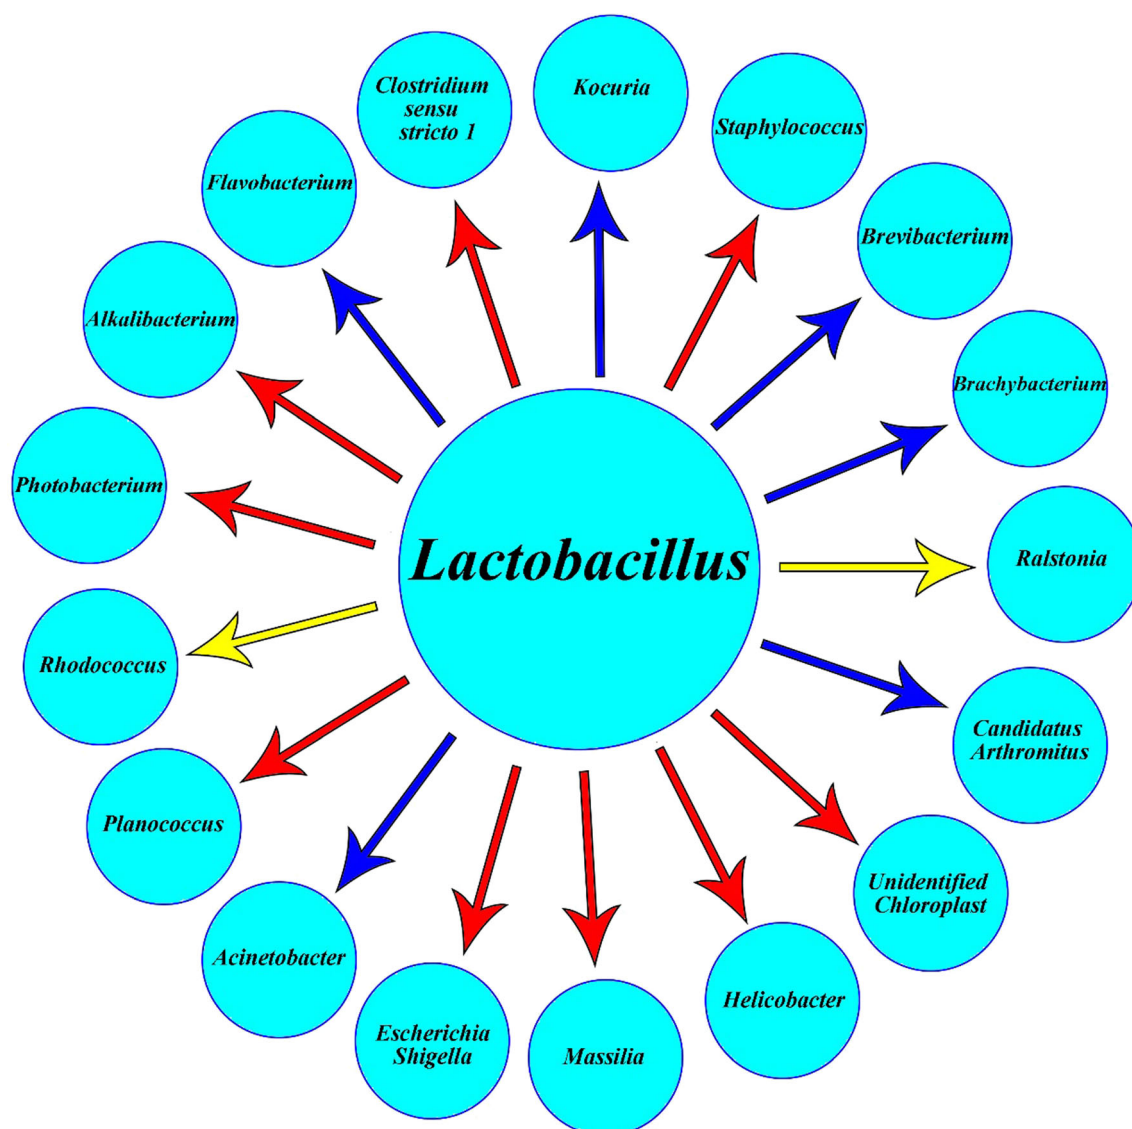 Clostridium
sensu
stricto 1
Kocuria
Staphylococcus
Flavobacterium
Brevibacterium
Alkalibacterium
Brachybacterium
Photobacterium
Lactobacillus
Ralstonia
Rhodococcus
Candidatus
Arthromitus
Planococcus
Unidentified
Chloroplast
Acinetobacter
Helicobacter
Escherichia
Shigella
Massilia